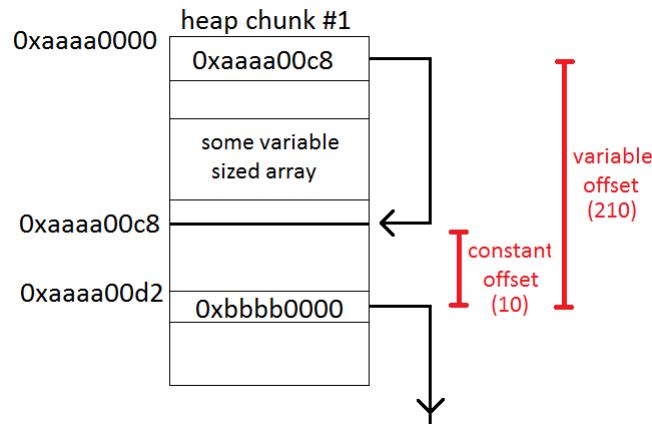 heap chunk #1
0xaaaa0000
0xaaaa00c8
some variable
sized array
variable
offset
(210)
0xaaaa00c8
constant
offset
(10)
0xaaaa00d2
0xbbbb0000